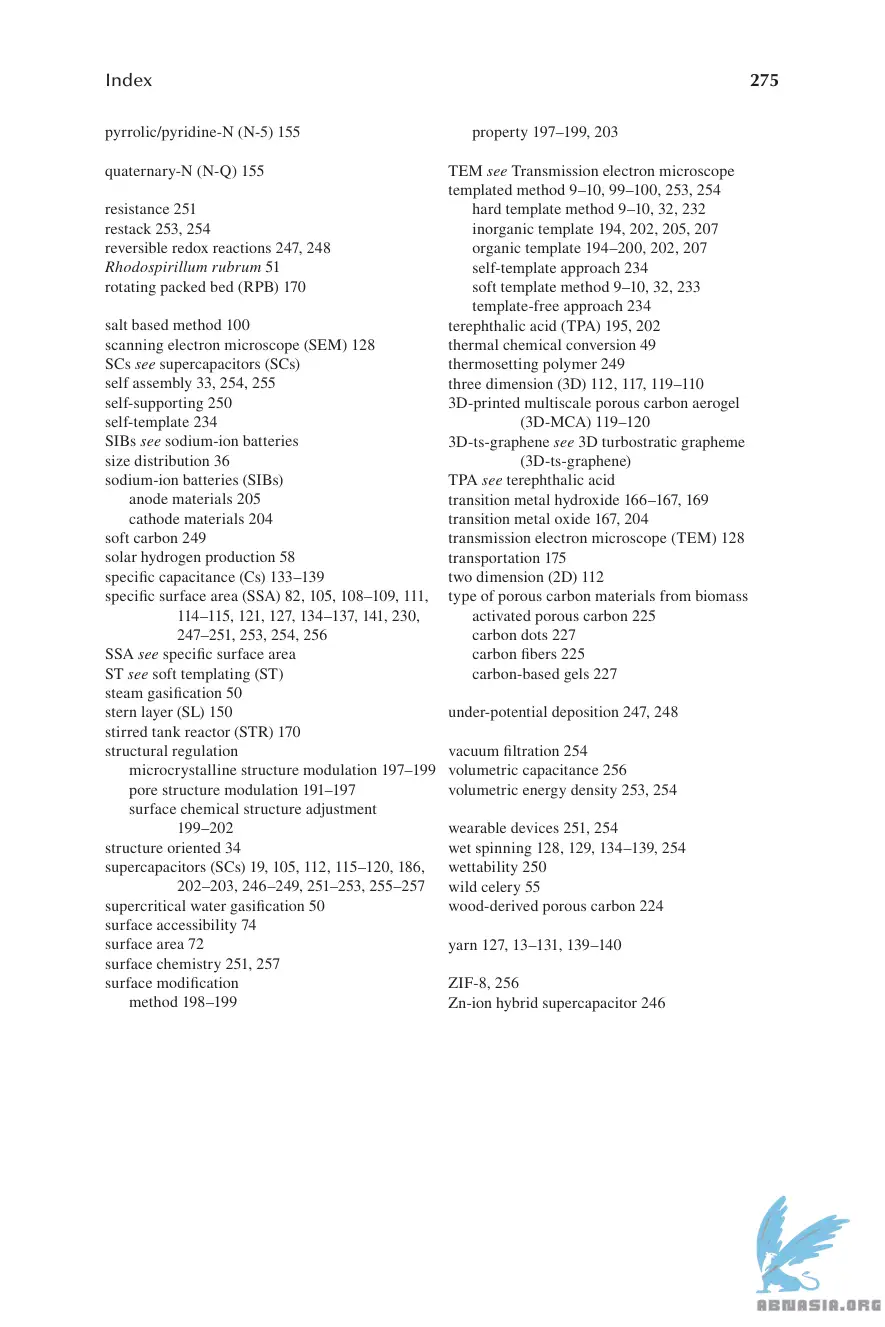 Index
275
pyrrolic/pyridine-N (N-5) 155
quaternary-N (N-Q) 155
resistance 251
restack 253, 254
reversible redox reactions 247, 248
Rhodospirillum rubrum 51
rotating packed bed (RPB) 170
salt based method 100
scanning electron microscope (SEM) 128
SCs see supercapacitors (SCs)
self assembly 33, 254, 255
self-supporting 250
self-template 234
SIBs see sodium-ion batteries
size distribution 36
sodium-ion batteries (SIBs)
anode materials 205
cathode materials 204
soft carbon 249
solar hydrogen production 58
specific capacitance (Cs) 133–139
specific surface area (SSA) 82, 105, 108–109, 111,
114–115, 121, 127, 134–137, 141, 230,
247–251, 253, 254, 256
SSA see specific surface area
ST see soft templating (ST)
steam gasification 50
stern layer (SL) 150
stirred tank reactor (STR) 170
structural regulation
microcrystalline structure modulation 197–199
pore structure modulation 191–197
surface chemical structure adjustment
199–202
structure oriented 34
supercapacitors (SCs) 19, 105, 112, 115–120, 186,
202–203, 246–249, 251–253, 255–257
supercritical water gasification 50
surface accessibility 74
surface area 72
surface chemistry 251, 257
surface modification
method 198–199
property 197–199, 203
TEM see Transmission electron microscope
templated method 9–10, 99–100, 253, 254
hard template method 9–10, 32, 232
inorganic template 194, 202, 205, 207
organic template 194–200, 202, 207
self-template approach 234
soft template method 9–10, 32, 233
template-free approach 234
terephthalic acid (TPA) 195, 202
thermal chemical conversion 49
thermosetting polymer 249
three dimension (3D) 112, 117, 119–110
3D-printed multiscale porous carbon aerogel
(3D-MCA) 119–120
3D-ts-graphene see 3D turbostratic grapheme
(3D-ts-graphene)
TPA see terephthalic acid
transition metal hydroxide 166–167, 169
transition metal oxide 167, 204
transmission electron microscope (TEM) 128
transportation 175
two dimension (2D) 112
type of porous carbon materials from biomass
activated porous carbon 225
carbon dots 227
carbon fibers 225
carbon-based gels 227
under-potential deposition 247, 248
vacuum filtration 254
volumetric capacitance 256
volumetric energy density 253, 254
wearable devices 251, 254
wet spinning 128, 129, 134–139, 254
wettability 250
wild celery 55
wood-derived porous carbon 224
yarn 127, 13–131, 139–140
ZIF-8, 256
Zn-ion hybrid supercapacitor 246
ABNASIA.ORG